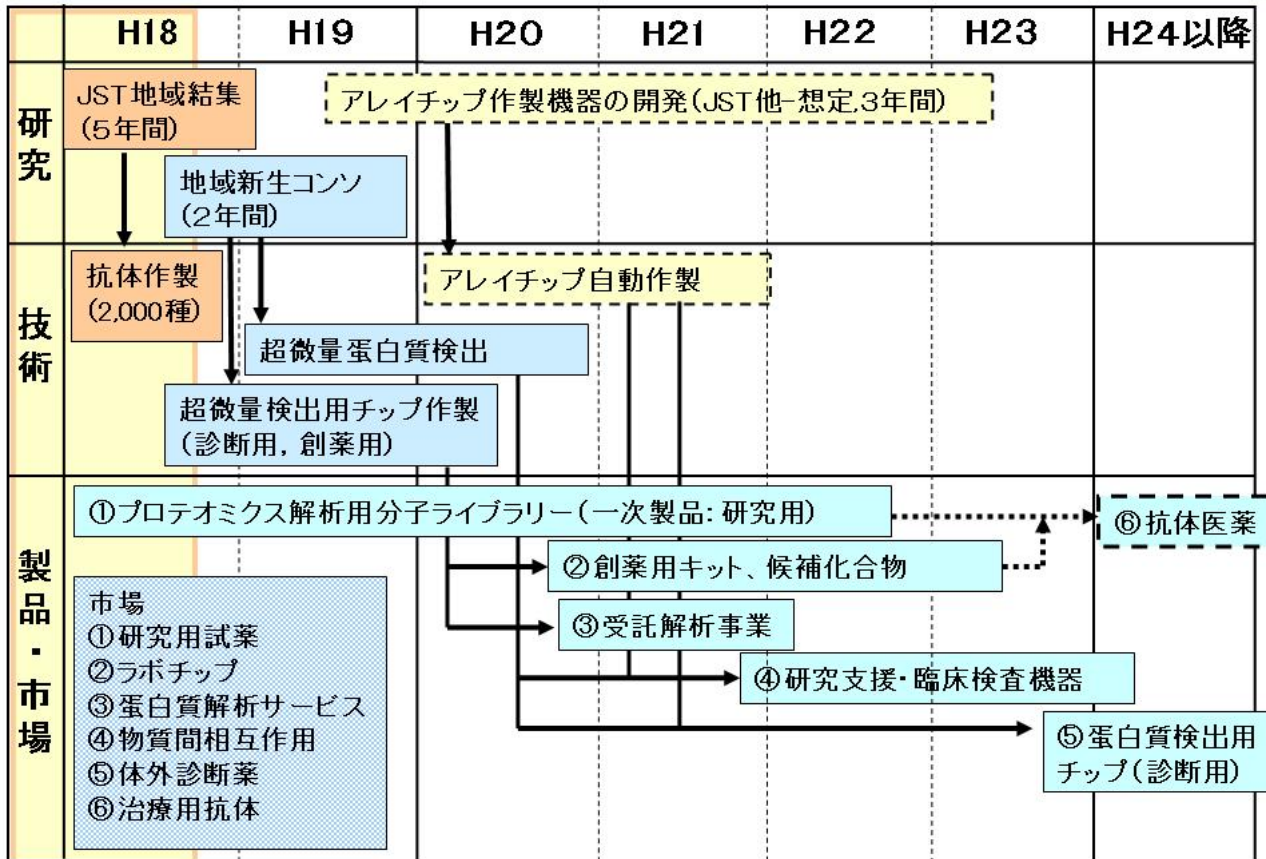 H18
H19
H20
H21
H22
H23
H24以降
研究
JST地域結集
(5年間)
アレイチップ作製機器の開発(JST他-想定,3年間)
地域新生コンソ
(2年間)
技術
抗体作製
(2,000種)
アレイチップ自動作製
超微量蛋白質検出
超微量検出用チップ作製
(診断用, 創薬用)
製品・市場
①プロテオミクス解析用分子ライブラリー(一次製品: 研究用)
⑥抗体医薬
②創薬用キット、候補化合物
③受託解析事業
④研究支援・臨床検査機器
⑤蛋白質検出用
チップ(診断用)
市場
①研究用試薬
②ラボチップ
③蛋白質解析サービス
④物質間相互作用
⑤体外診断薬
⑥治療用抗体